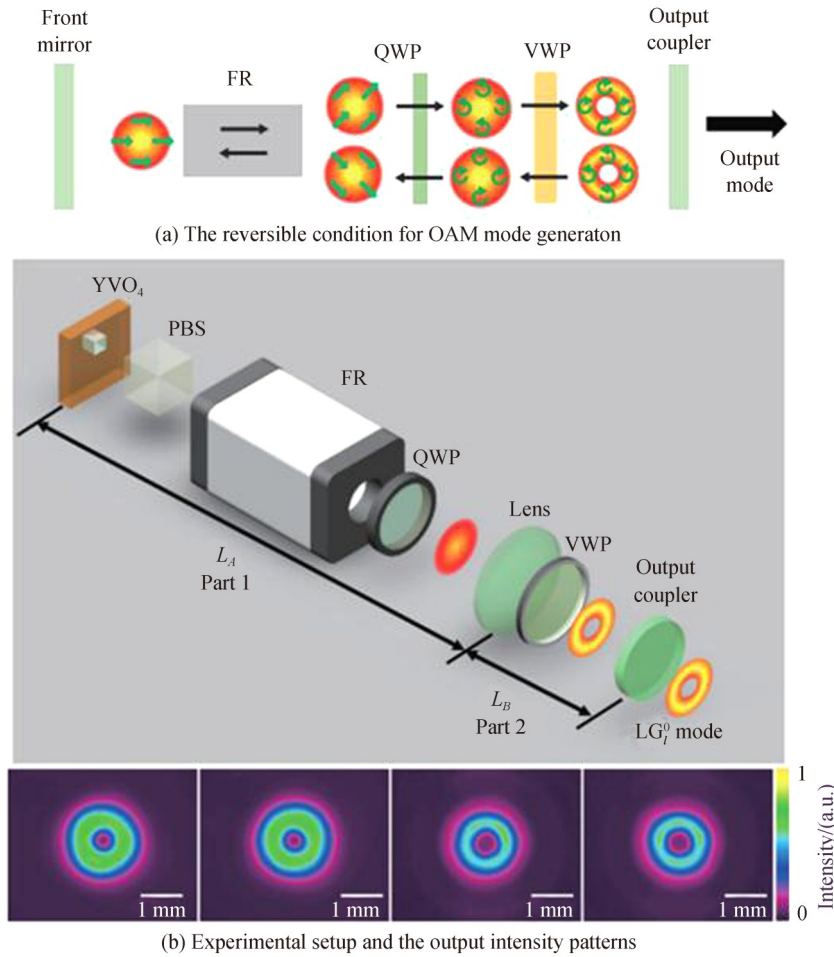 Front
mirror
FR
QWP
VWP
Output
coupler
Output
mode
(a) The reversible condition for OAM mode generaton
YVO4
PBS
FR
QWP
Lens
VWP
Output
coupler
LA
Part 1
LB
Part 2
LG0l mode
1 mm
1 mm
1 mm
1 mm
1
0
Intensity/(a.u.)
(b) Experimental setup and the output intensity patterns